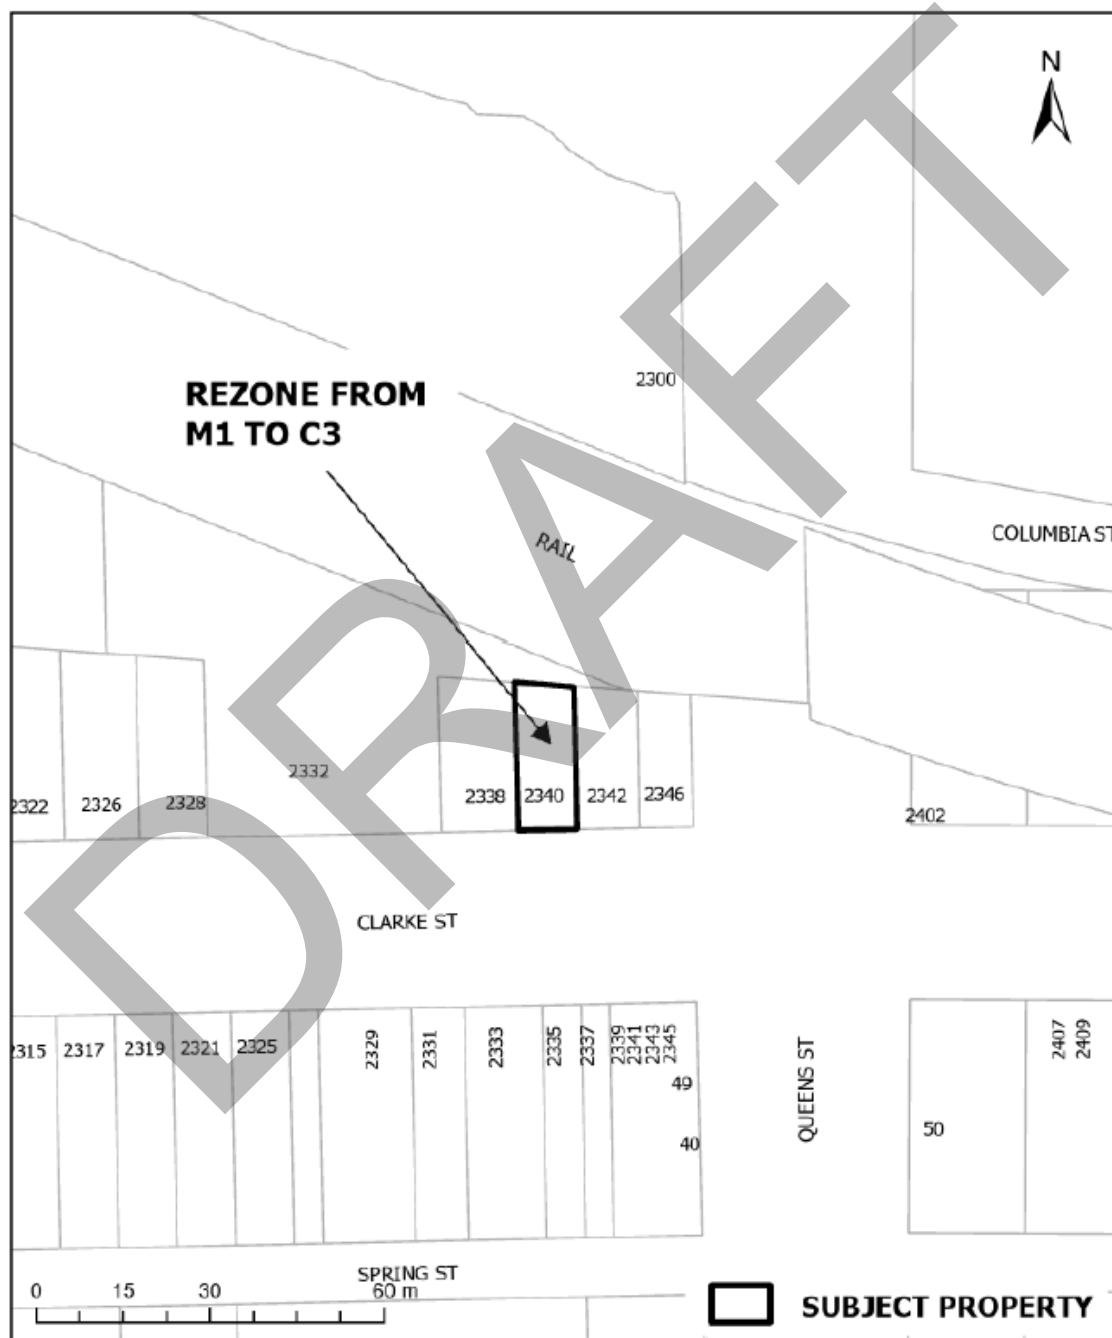 N
2300
REZONE FROM
M1 TO C3
COLUMBIA ST
RAIL
2332
2322 2326 2328 2338 2340 2342 2346
2402
CLARKE ST
2315 2317 2319 2321 2325 2329 2331 2333 2335 2337 2339 2341 2343 2345 2407 2409
49
QUEENS ST
50
40
SPRING ST
0 15 30 60 m
SUBJECT PROPERTY
DRAFT